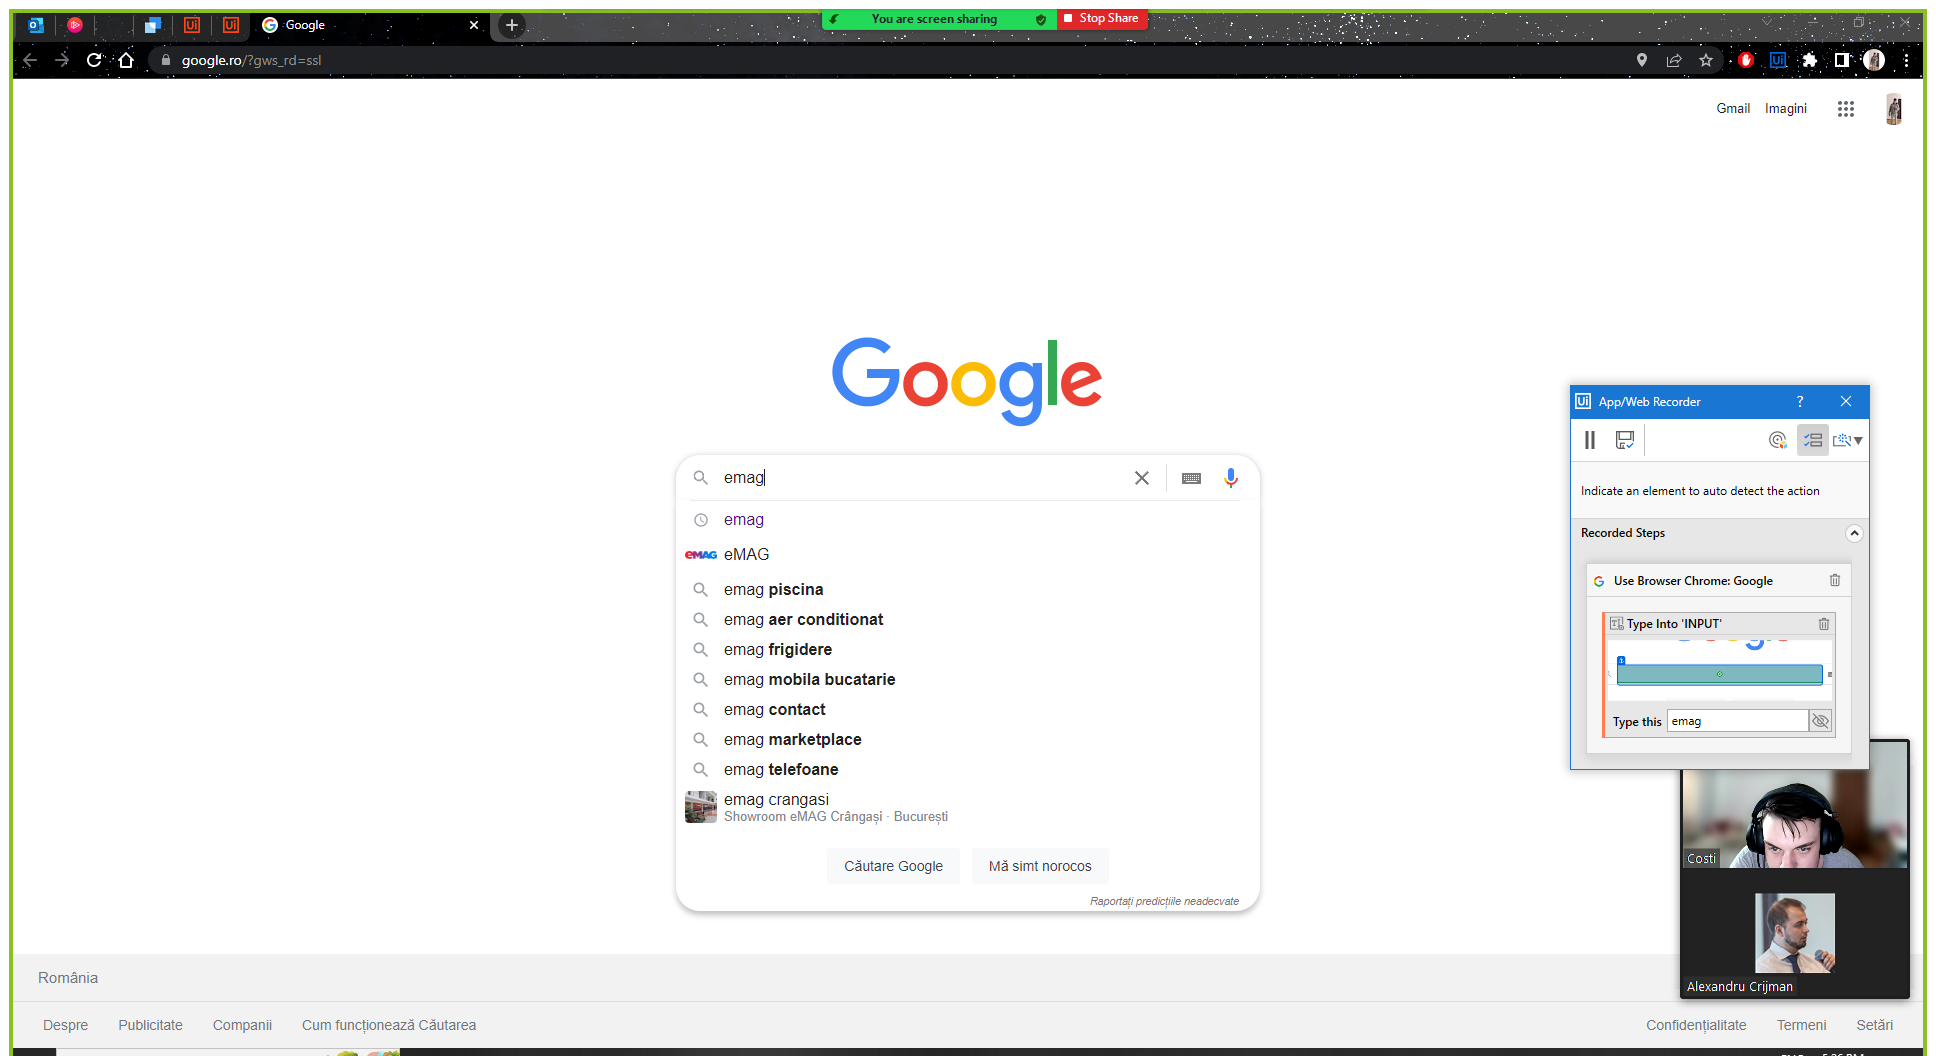 Google
You are screen sharing
Stop Share
google.ro/?gws_rd=ssl
Gmail
Imagini
Google
emag
emag
eMAG eMAG
emag piscina
emag aer conditionat
emag frigidere
emag mobila bucatarie
emag contact
emag marketplace
emag telefoane
emag crangasi
Showroom eMAG Crângași · București
Căutare Google
Mă simt norocos
Raportați predicțiile neadecvate
Ui App/Web Recorder ?
Indicate an element to auto detect the action
Recorded Steps
Use Browser Chrome: Google
Type Into 'INPUT'
Type this emag
Costi
Alexandru Crijman
România
Despre Publicitate Companii Cum funcționează Căutarea
Confidențialitate Termeni Setări